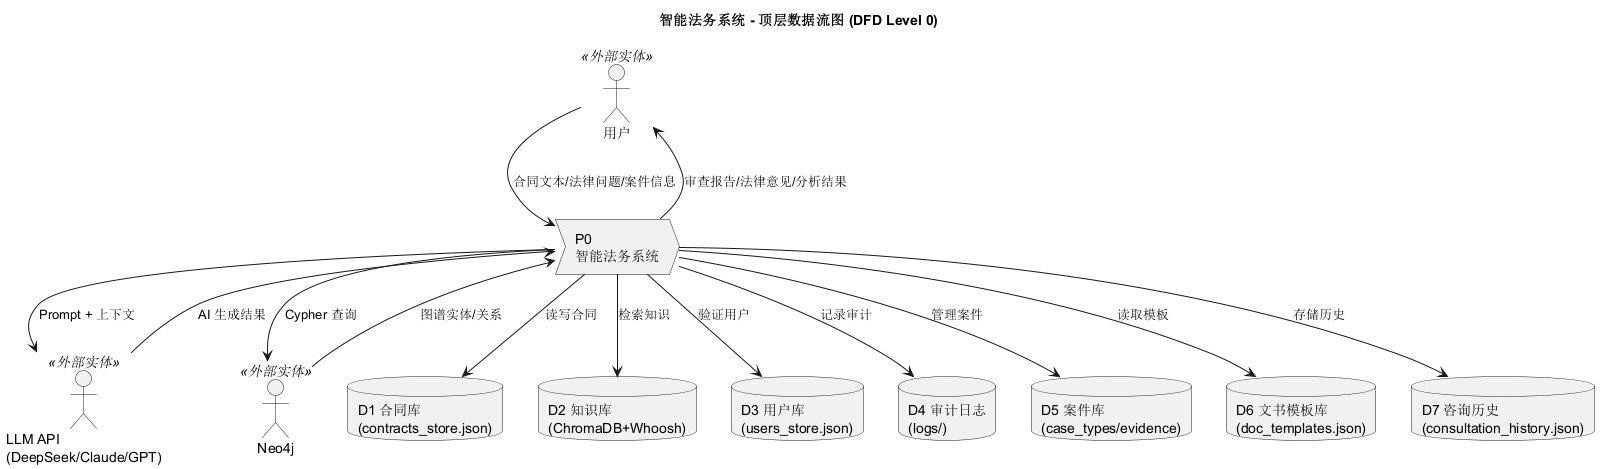 智能法务系统 - 顶层数据流图 (DFD Level 0)
«外部实体»
用户
合同文本/法律问题/案件信息
审查报告/法律意见/分析结果
P0
智能法务系统
Prompt + 上下文
AI 生成结果
Cypher 查询
图谱实体/关系
读写合同
检索知识
验证用户
记录审计
管理案件
读取模板
存储历史
«外部实体»
LLM API
(DeepSeek/Claude/GPT)
«外部实体»
Neo4j
D1 合同库
(contracts_store.json)
D2 知识库
(ChromaDB+Whoosh)
D3 用户库
(users_store.json)
D4 审计日志
(logs/)
D5 案件库
(case_types/evidence)
D6 文书模板库
(doc_templates.json)
D7 咨询历史
(consultation_history.json)